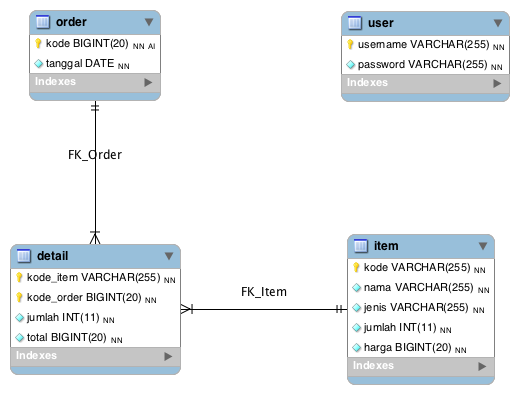 order
kode BIGINT(20) NN AI
tanggal DATE NN
Indexes
user
username VARCHAR(255) NN
password VARCHAR(255) NN
Indexes
FK_Order
detail
kode_item VARCHAR(255) NN
kode_order BIGINT(20) NN
jumlah INT(11) NN
total BIGINT(20) NN
Indexes
FK_Item
item
kode VARCHAR(255) NN
nama VARCHAR(255) NN
jenis VARCHAR(255) NN
jumlah INT(11) NN
harga BIGINT(20) NN
Indexes